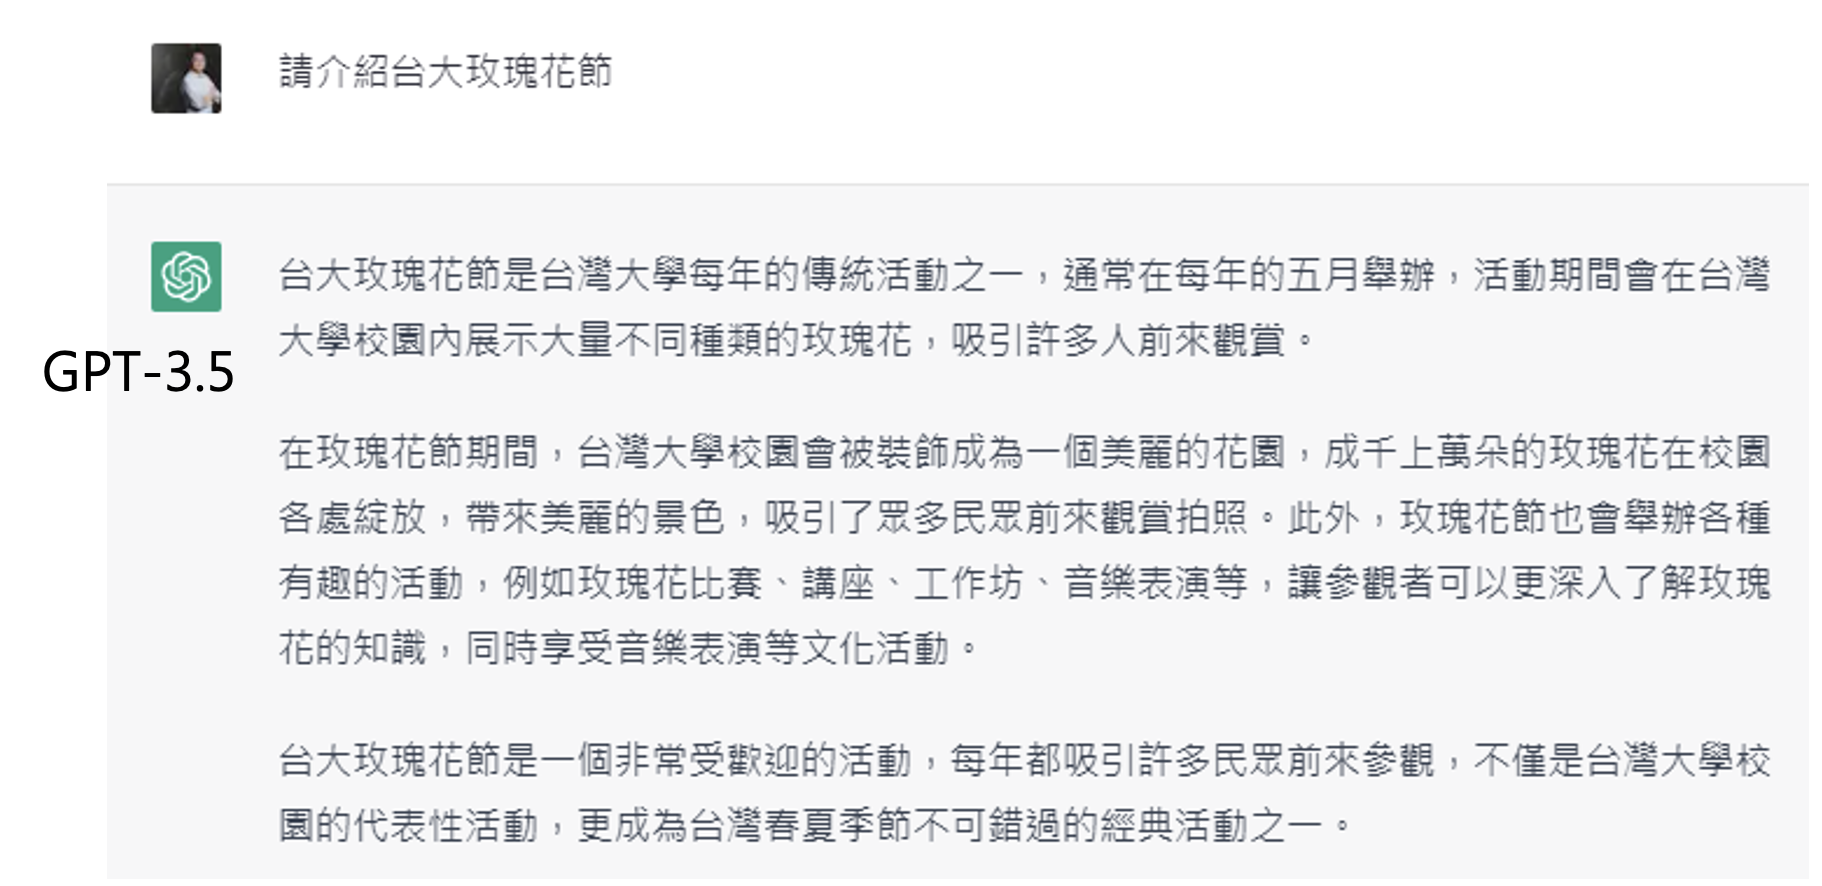 請介紹台大玫瑰花節
台大玫瑰花節是台灣大學每年的傳統活動之一，通常在每年的五月舉辦，活動期間會在台灣
大學校園內展示大量不同種類的玫瑰花，吸引許多人前來觀賞。
GPT-3.5
在玫瑰花節期間，台灣大學校園會被裝飾成為一個美麗的花園，成千上萬朵的玫瑰花在校園
各處綻放，帶來美麗的景色，吸引了眾多民眾前來觀賞拍照。此外，玫瑰花節也會舉辦各種
有趣的活動，例如玫瑰花比賽、講座、工作坊、音樂表演等，讓參觀者可以更深入了解玫瑰
花的知識，同時享受音樂表演等文化活動。
台大玫瑰花節是一個非常受歡迎的活動，每年都吸引許多民眾前來參觀，不僅是台灣大學校
園的代表性活動，更成為台灣春夏季節不可錯過的經典活動之一。